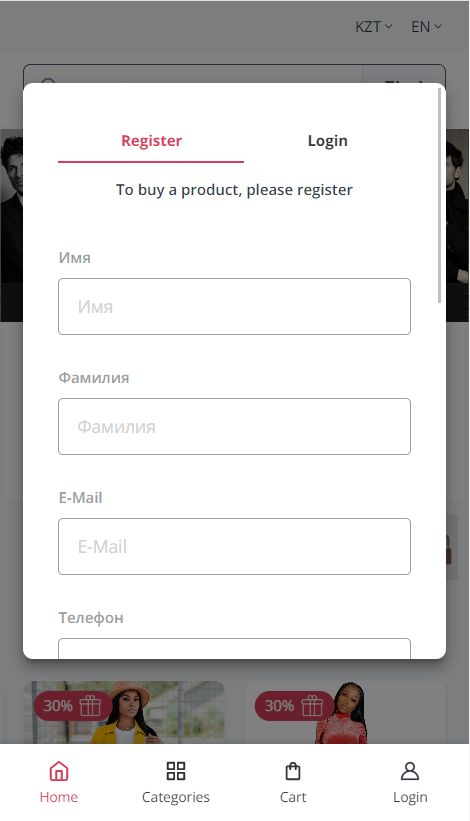 KZT
EN
Register
Login
To buy a product, please register
Имя
Имя
Фамилия
Фамилия
E-Mail
E-Mail
Телефон
30%
30%
Home
Categories
Cart
Login